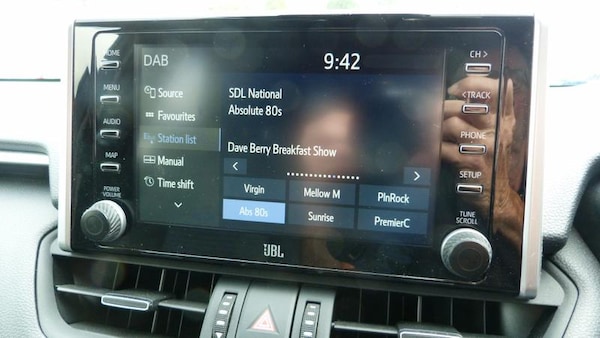 DAB
9:42
HOME
MENU
AUDIO
MAP
POWER
VOLUME
Source
Favourites
Station list
Manual
Time shift
SDL National
Absolute 80s
Dave Berry Breakfast Show
<
>
Virgin
Mellow M
PlnRock
Abs 80s
Sunrise
PremierC
CH >
< TRACK
PHONE
SETUP
TUNE
SCROLL
JBL